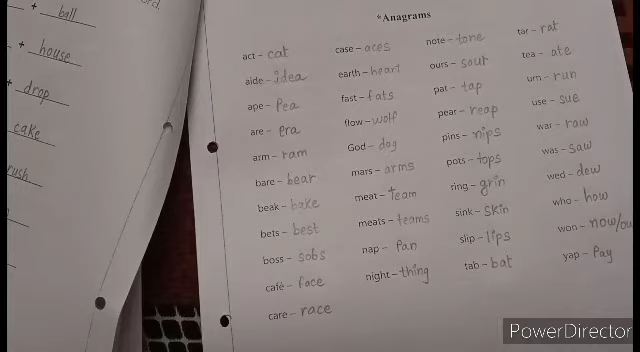 + ball
ord.
+ house
+ drop
cake
rush
*Anagrams
act – cat
aide – idea
ape – Pea
are – era
arm – ram
bare – bear
beak – bake
bets – best
boss – sobs
café – face
care – race
case – aces
earth – heart
fast – fats
flow – wolf
God – dog
mars – arms
meat – team
meats – teams
nap – Pan
night – thing
note – tone
ours – sour
pat – tap
pear – reap
pins – nips
pots – tops
ring – grin
sink – skin
slip – lips
tab – bat
tar – rat
tea – ate
urn – run
use – sue
war – raw
was – saw
wed – dew
who – how
won – now/ow
yap – Pay
PowerDirector